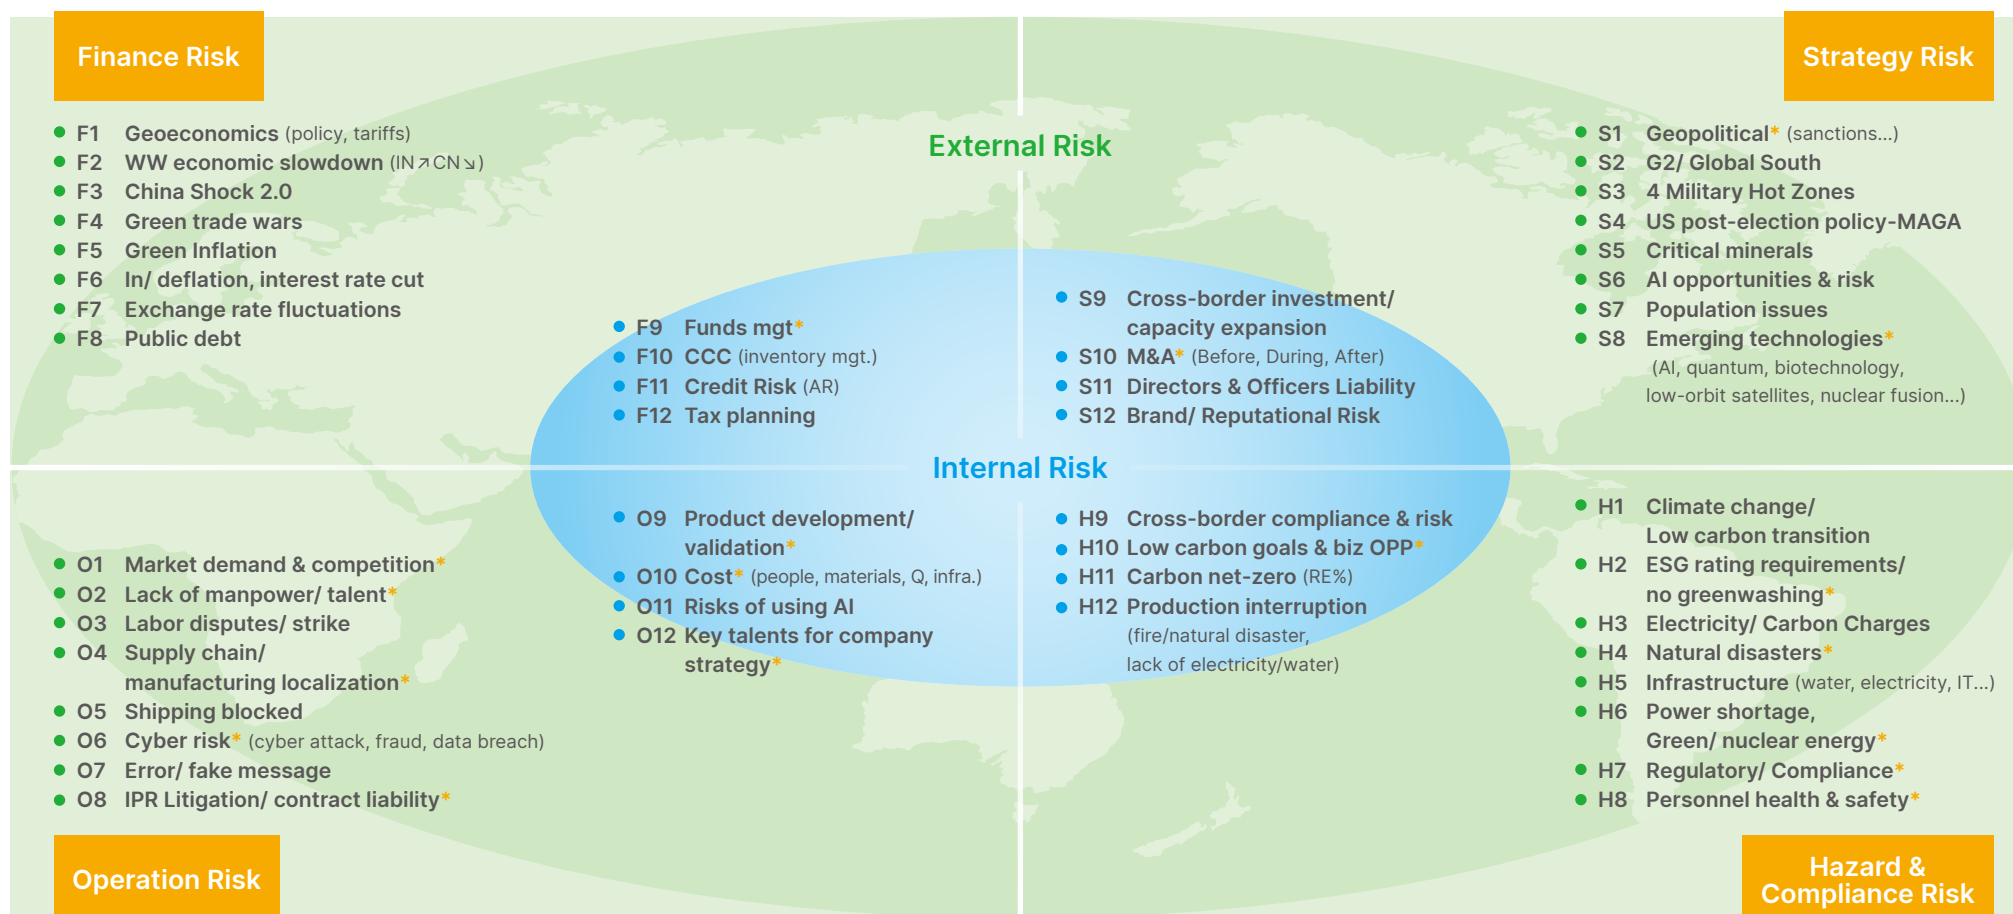 Finance Risk
F1 Geoeconomics (policy, tariffs)
F2 WW economic slowdown (IN↗CN↘)
F3 China Shock 2.0
F4 Green trade wars
F5 Green Inflation
F6 In/ deflation, interest rate cut
F7 Exchange rate fluctuations
F8 Public debt
External Risk
Strategy Risk
S1 Geopolitical* (sanctions...)
S2 G2/ Global South
S3 4 Military Hot Zones
S4 US post-election policy-MAGA
S5 Critical minerals
S6 AI opportunities & risk
S7 Population issues
S8 Emerging technologies*
(AI, quantum, biotechnology,
low-orbit satellites, nuclear fusion...)
F9 Funds mgt*
F10 CCC (inventory mgt.)
F11 Credit Risk (AR)
F12 Tax planning
S9 Cross-border investment/
capacity expansion
S10 M&A* (Before, During, After)
S11 Directors & Officers Liability
S12 Brand/ Reputational Risk
Internal Risk
O1 Market demand & competition*
O2 Lack of manpower/ talent*
O3 Labor disputes/ strike
O4 Supply chain/
manufacturing localization*
O5 Shipping blocked
O6 Cyber risk* (cyber attack, fraud, data breach)
O7 Error/ fake message
O8 IPR Litigation/ contract liability*
Operation Risk
O9 Product development/
validation*
O10 Cost* (people, materials, Q, infra.)
O11 Risks of using AI
O12 Key talents for company
strategy*
H9 Cross-border compliance & risk
H10 Low carbon goals & biz OPP*
H11 Carbon net-zero (RE%)
H12 Production interruption
(fire/natural disaster,
lack of electricity/water)
H1 Climate change/
Low carbon transition
H2 ESG rating requirements/
no greenwashing*
H3 Electricity/ Carbon Charges
H4 Natural disasters*
H5 Infrastructure (water, electricity, IT...)
H6 Power shortage,
Green/ nuclear energy*
H7 Regulatory/ Compliance*
H8 Personnel health & safety*
Hazard &
Compliance Risk